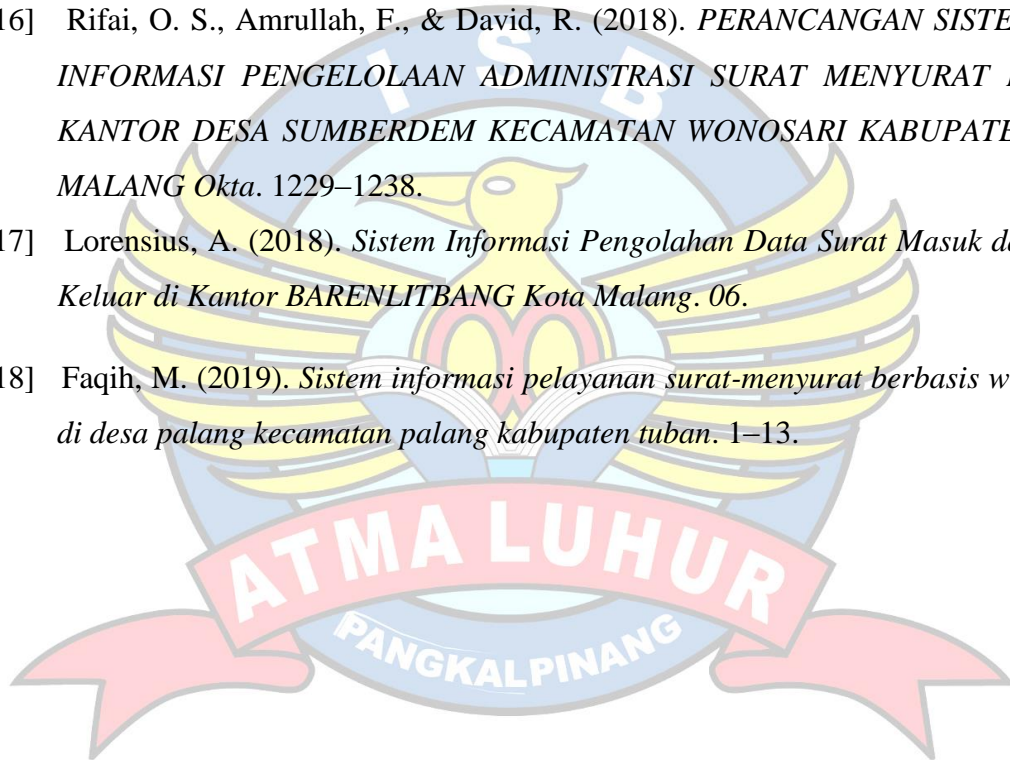 16] Rifai, O. S., Amrullah, F., & David, R. (2018). PERANCANGAN SISTE
INFORMASI PENGELOLAAN ADMINISTRASI SURAT MENYURAT
KANTOR DESA SUMBERDEM KECAMATAN WONOSARI KABUPATE
MALANG Okta. 1229–1238.
17] Lorensius, A. (2018). Sistem Informasi Pengolahan Data Surat Masuk da
Keluar di Kantor BARENLITBANG Kota Malang. 06.
18] Faqih, M. (2019). Sistem informasi pelayanan surat-menyurat berbasis w
di desa palang kecamatan palang kabupaten tuban. 1–13.
I S B
ATMA LUHUR
PANGKALPINANG